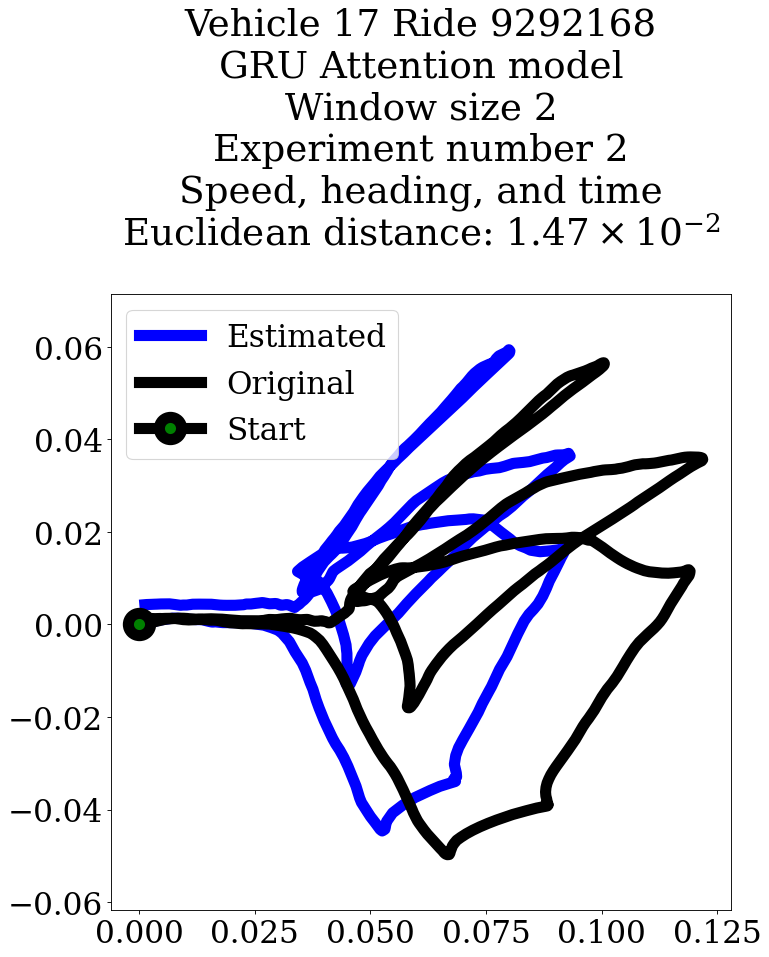 Vehicle 17 Ride 9292168
GRU Attention model
Window size 2
Experiment number 2
Speed, heading, and time
Euclidean distance: 1.47 × 10⁻²
Estimated
Original
Start
0.06
0.04
0.02
0.00
−0.02
−0.04
−0.06
0.000 0.025 0.050 0.075 0.100 0.125